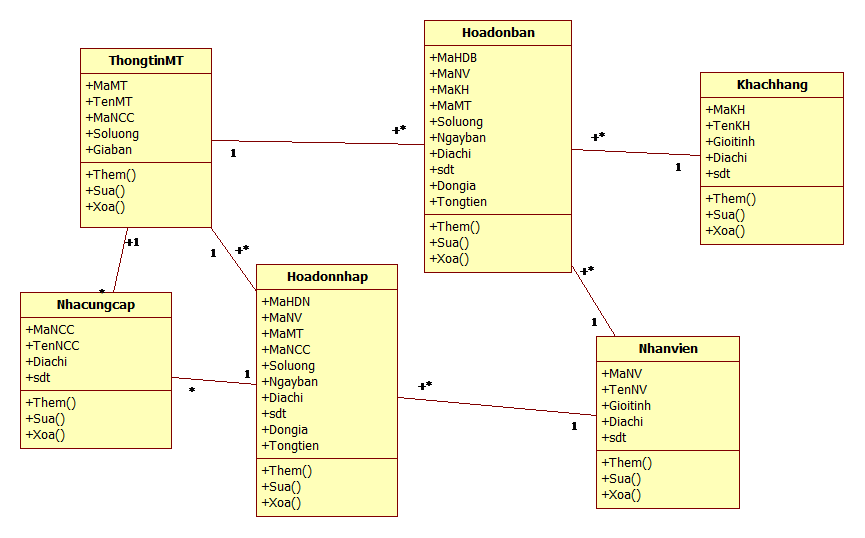 ThongtinMT
+MaMT
+TenMT
+MaNCC
+Soluong
+Giaban
+Them()
+Sua()
+Xoa()
Hoadonban
+MaHDB
+MaNV
+MaKH
+MaMT
+Soluong
+Ngayban
+Diachi
+sdt
+Dongia
+Tongtien
+Them()
+Sua()
+Xoa()
Khachhang
+MaKH
+TenKH
+Gioitinh
+Diachi
+sdt
+Them()
+Sua()
+Xoa()
1
+*
+*
1
+1
*
1
+*
+*
1
Nhacungcap
+MaNCC
+TenNCC
+Diachi
+sdt
+Them()
+Sua()
+Xoa()
*
1
Hoadonnhap
+MaHDN
+MaNV
+MaMT
+MaNCC
+Soluong
+Ngayban
+Diachi
+sdt
+Dongia
+Tongtien
+Them()
+Sua()
+Xoa()
+*
1
Nhanvien
+MaNV
+TenNV
+Gioitinh
+Diachi
+sdt
+Them()
+Sua()
+Xoa()